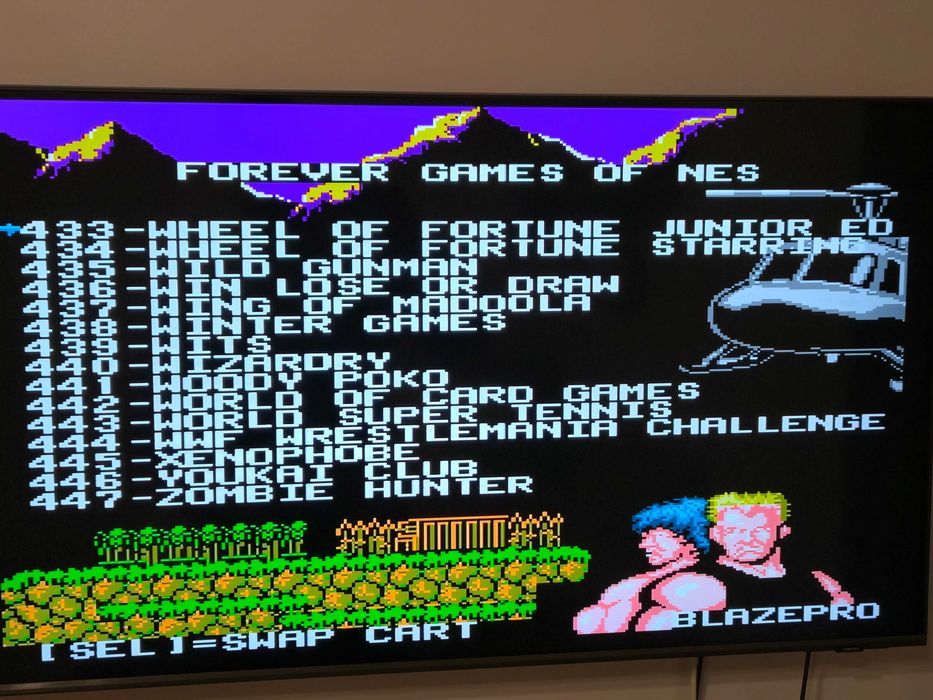 FOREVER GAMES OF NES
433-WHEEL OF FORTUNE JUNIOR ED
434-WHEEL OF FORTUNE STARRING
435-WILD GUNMAN
436-WIN LOSE OR DRAW
437-WING OF MADOOLA
438-WINTER GAMES
439-WITS
440-WIZARDRY
441-WOODY POKO
442-WORLD OF CARD GAMES
443-WORLD SUPER TENNIS
444-WWF WRESTLEMANIA CHALLENGE
445-XENOPHOBE
446-YOUKAI CLUB
447-ZOMBIE HUNTER
BLAZEPRO
[SEL]=SWAP CART